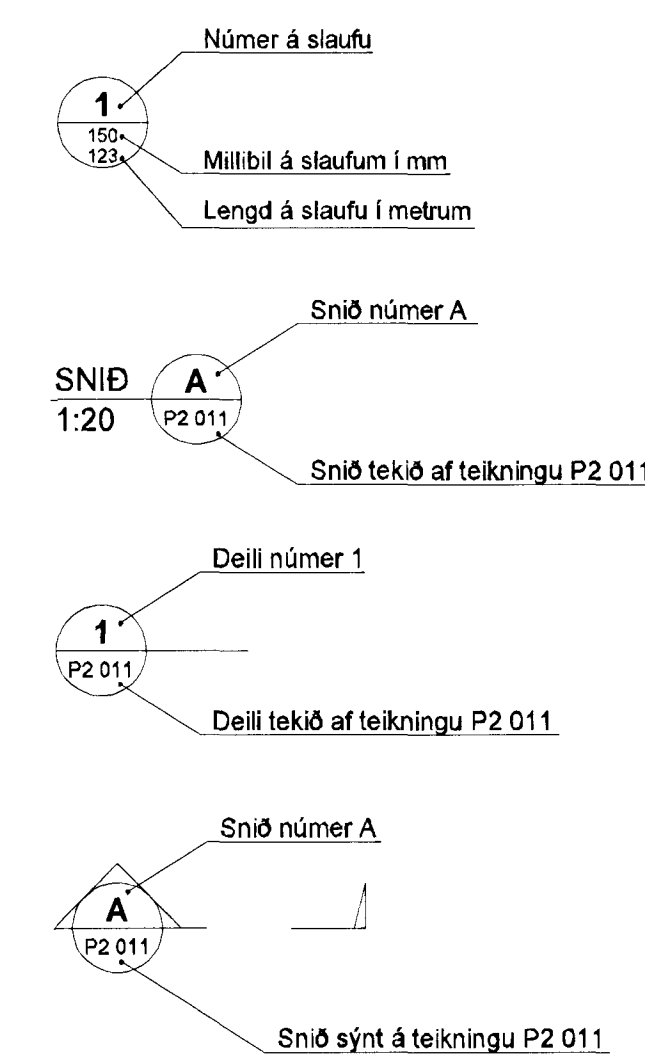 Númer á slaufu
1
150
123
Millibil á slaufum í mm
Lengd á slaufu í metrum
Snið númer A
SNIÐ
1:20
A
P2 011
Snið tekið af teikningu P2 011
Deili númer 1
1
P2 011
Deili tekið af teikningu P2 011
Snið númer A
A
P2 011
Snið sýnt á teikningu P2 011